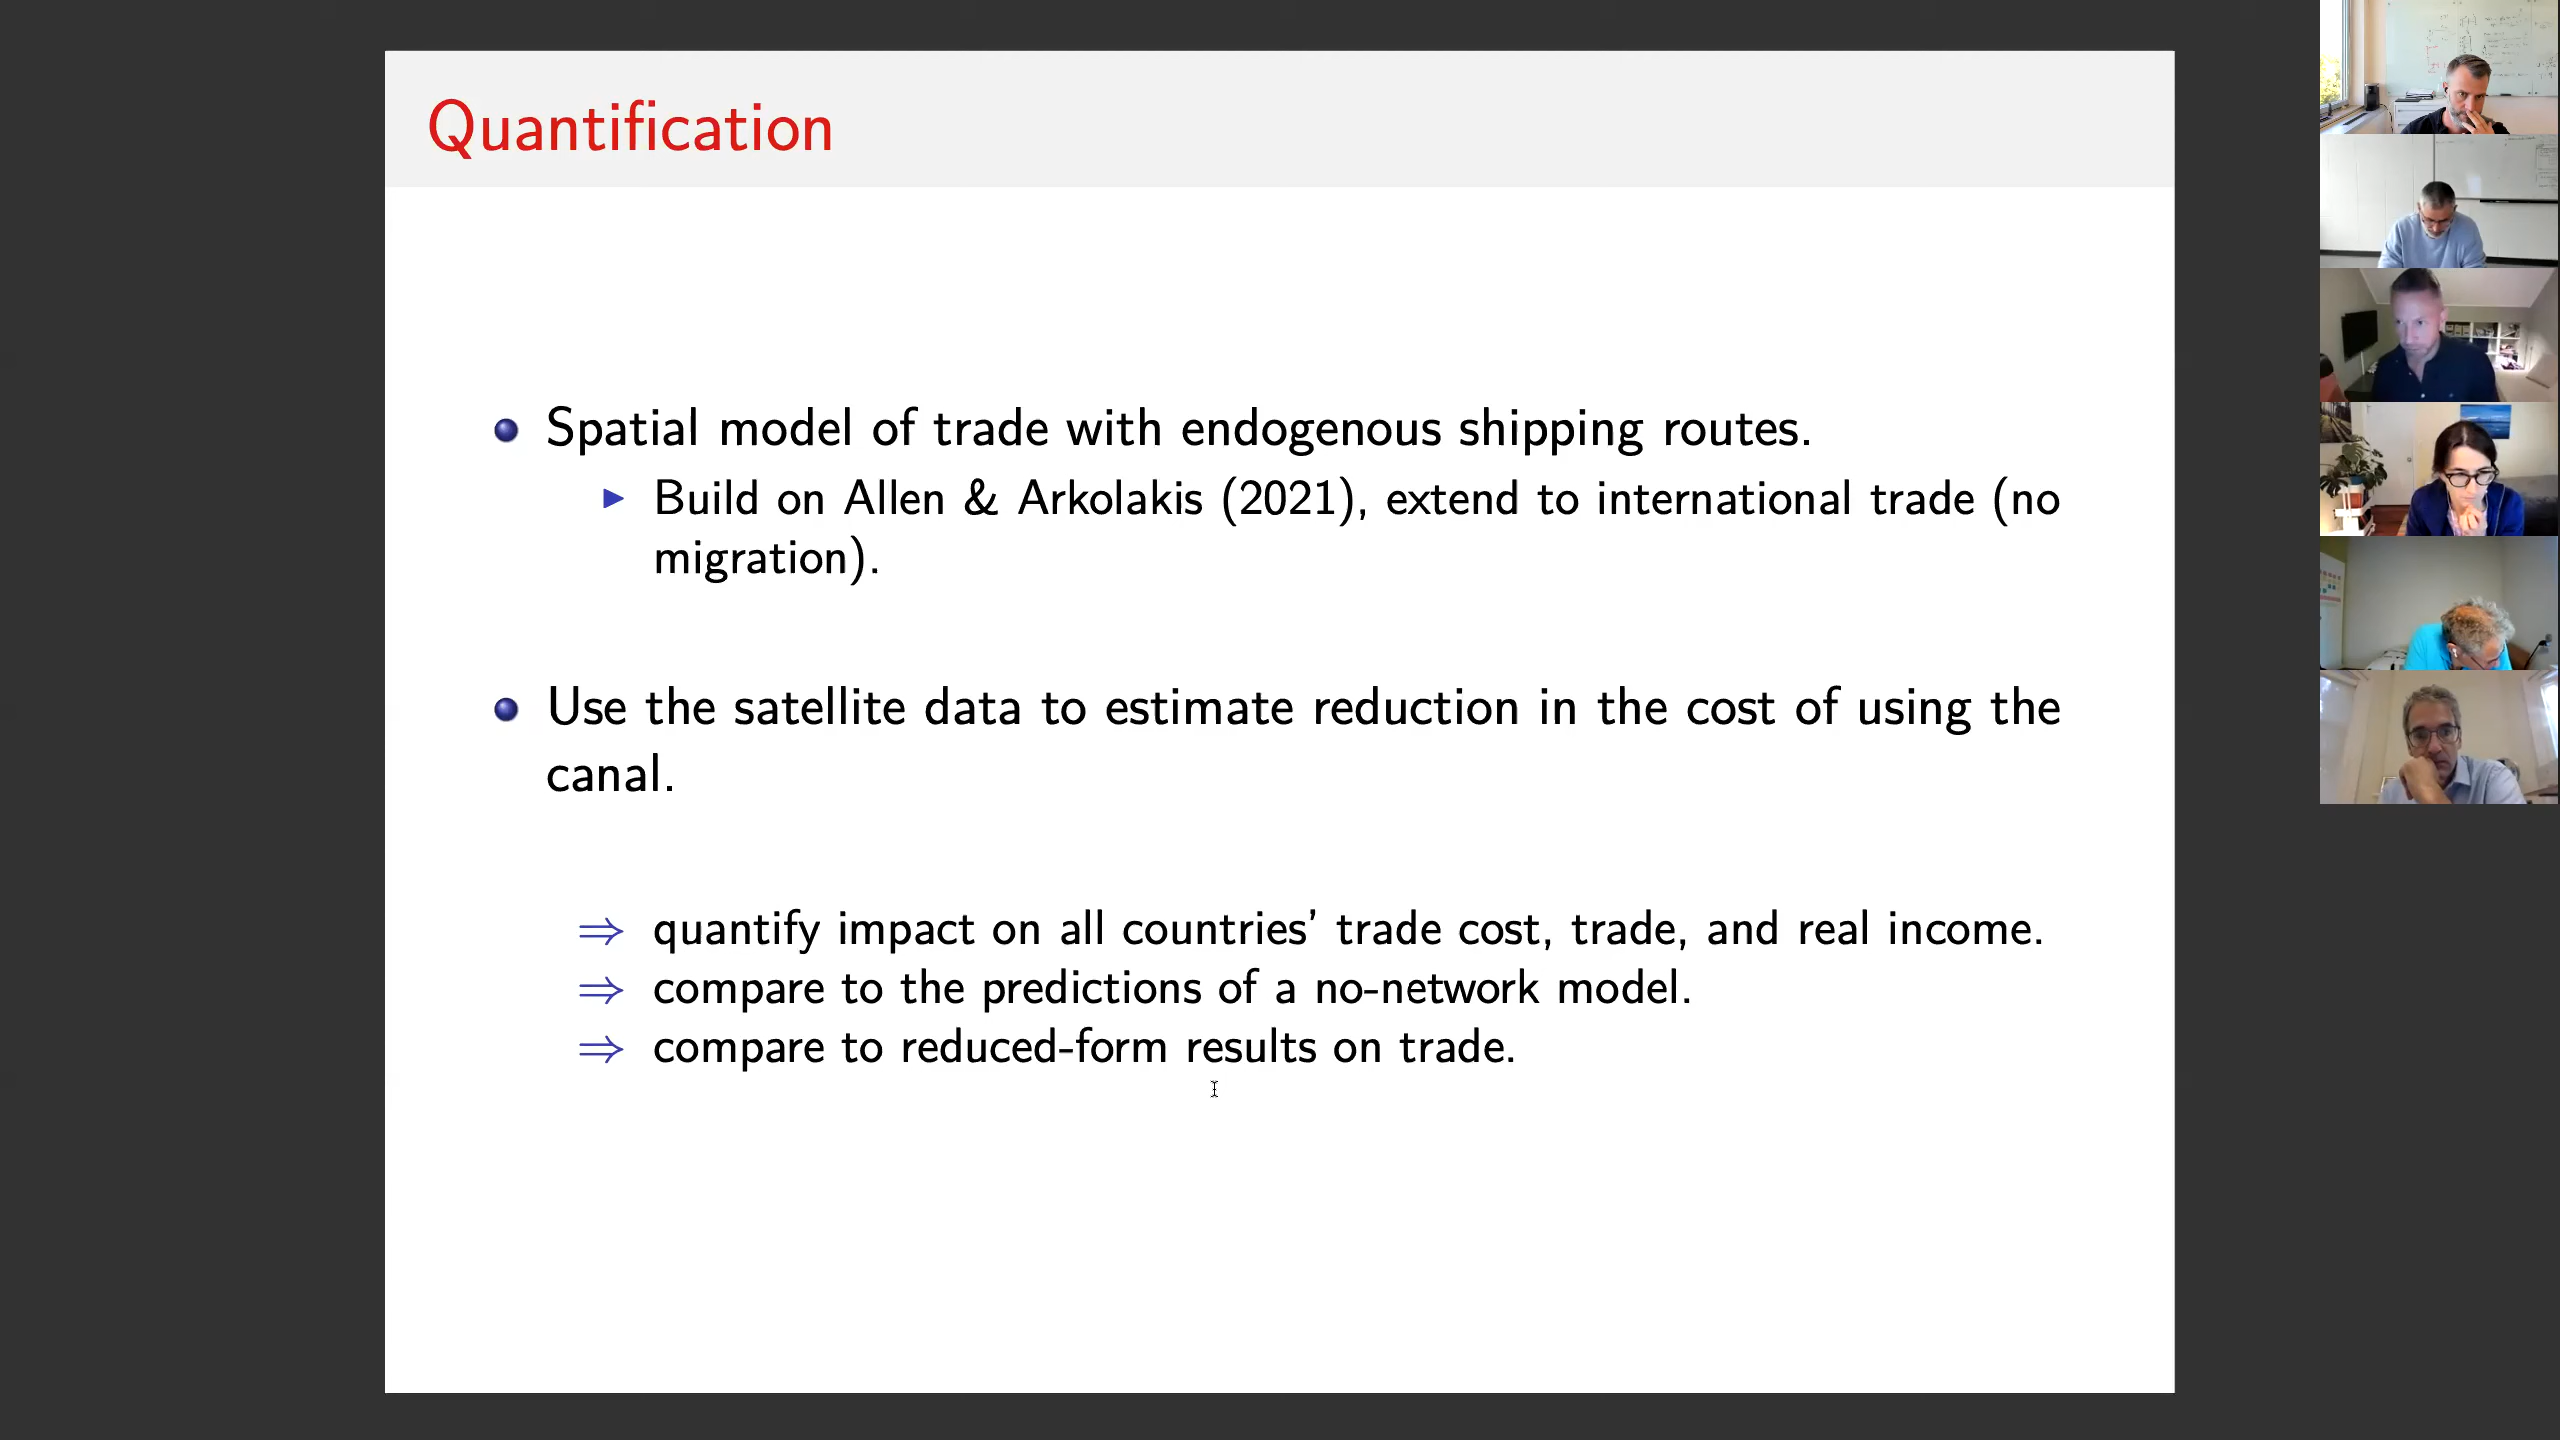 Quantification
Spatial model of trade with endogenous shipping routes.
Build on Allen & Arkolakis (2021), extend to international trade (no
migration).
Use the satellite data to estimate reduction in the cost of using the
canal.
⇒ quantify impact on all countries' trade cost, trade, and real income.
⇒ compare to the predictions of a no-network model.
⇒ compare to reduced-form results on trade.